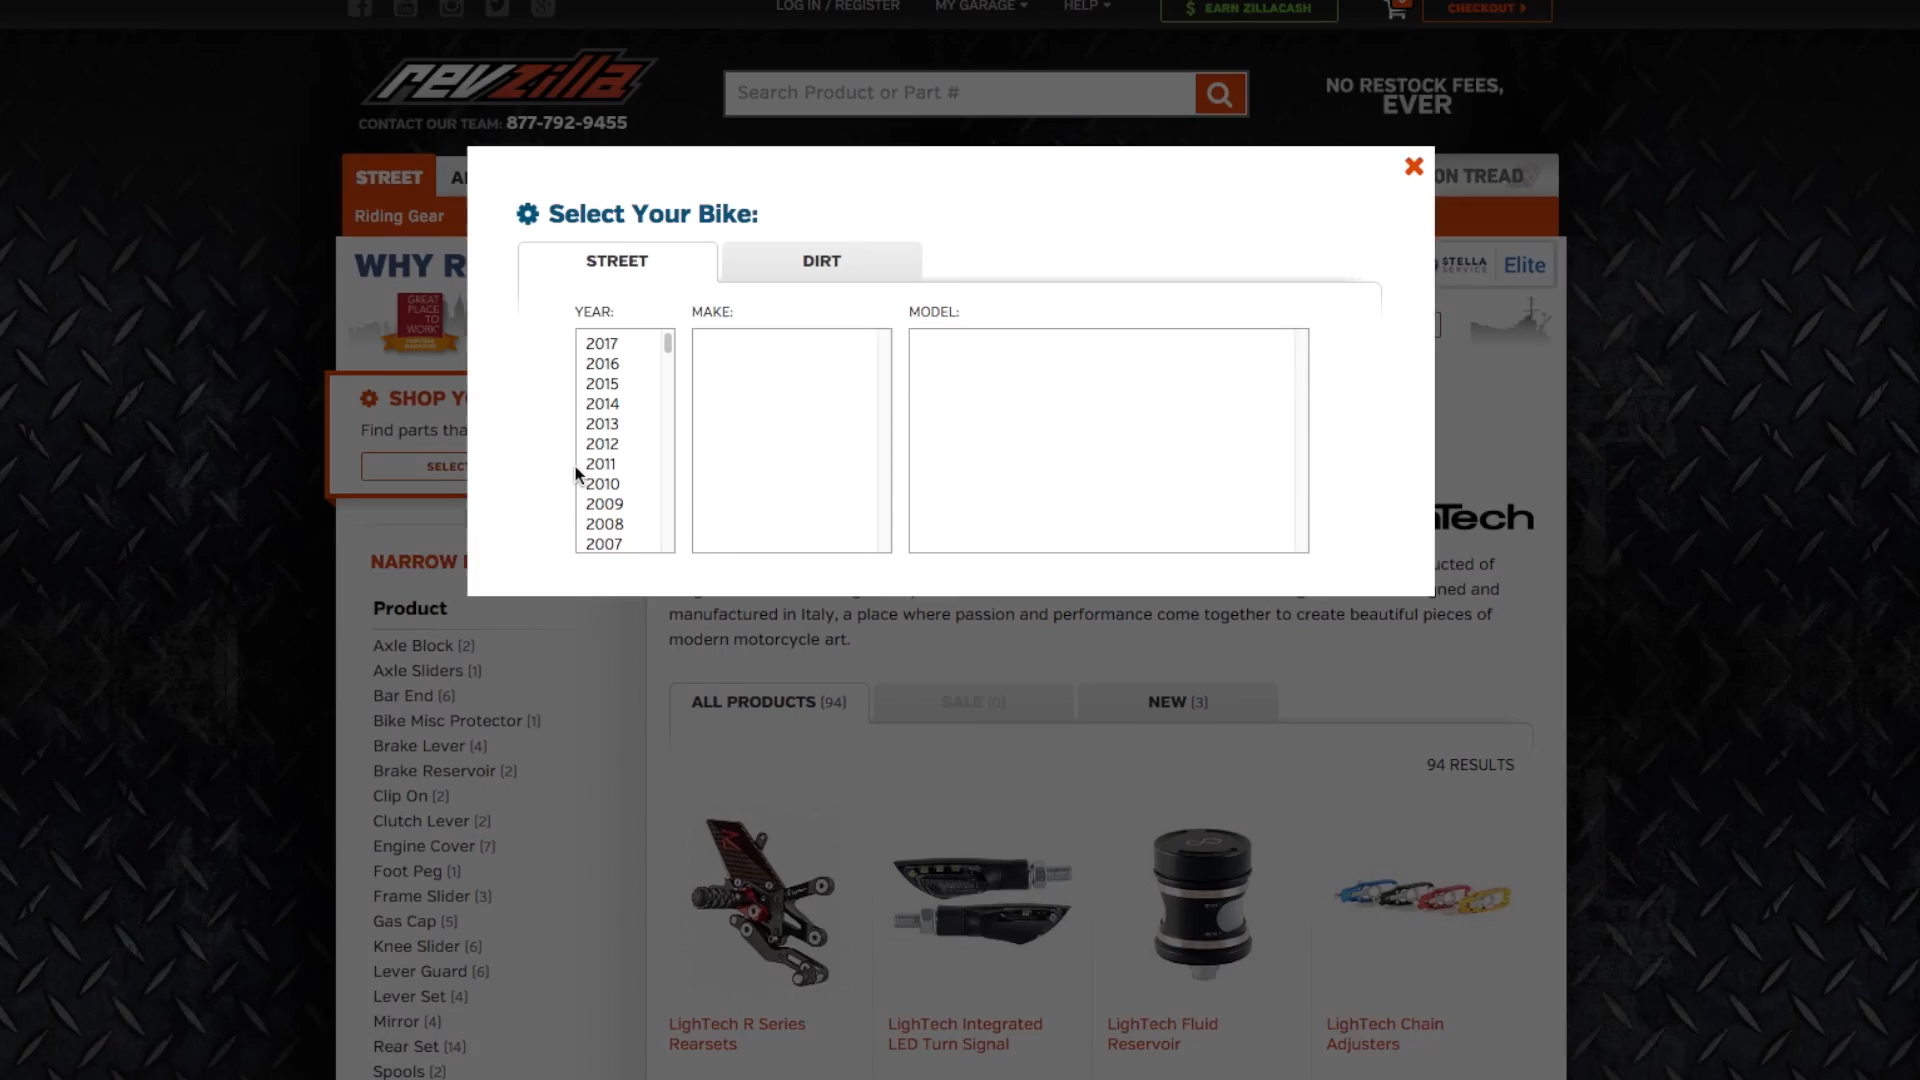 LOG IN / REGISTER
MY GARAGE
HELP
$ EARN ZILLACASH
CHECKOUT
revzilla
CONTACT OUR TEAM: 877-792-9455
Search Product or Part #
NO RESTOCK FEES,
EVER
STREET
ON TREAD
Riding Gear
WHY R
GREAT
PLACE
TO
WORK
STELLA
SERVICE
Elite
SHOP Y
Find parts tha
SELEC
Select Your Bike:
STREET
DIRT
YEAR:
MAKE:
MODEL:
2017
2016
2015
2014
2013
2012
2011
2010
2009
2008
2007
NARROW
Tech
ucted of
ned and
manufactured in Italy, a place where passion and performance come together to create beautiful pieces of
modern motorcycle art.
Product
Axle Block (2)
Axle Sliders (1)
Bar End (6)
Bike Misc Protector (1)
Brake Lever (4)
Brake Reservoir (2)
Clip On (2)
Clutch Lever (2)
Engine Cover (7)
Foot Peg (1)
Frame Slider (3)
Gas Cap (5)
Knee Slider (6)
Lever Guard (6)
Lever Set (4)
Mirror (4)
Rear Set (14)
Spools (2)
ALL PRODUCTS (94)
SALE (0)
NEW (3)
94 RESULTS
LighTech R Series
Rearsets
LighTech Integrated
LED Turn Signal
LighTech Fluid
Reservoir
LighTech Chain
Adjusters